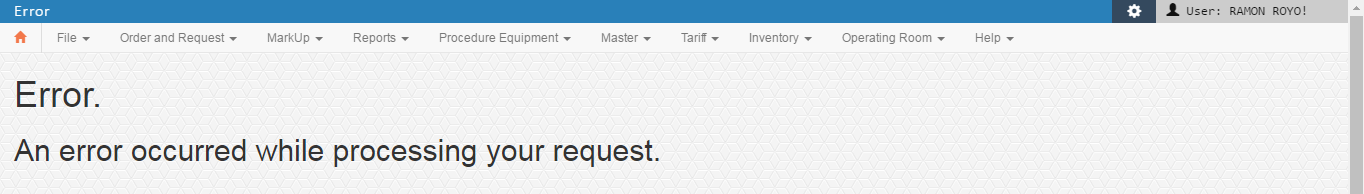 Error User: RAMON ROYO!
File Order and Request MarkUp Reports Procedure Equipment Master Tariff Inventory Operating Room Help
Error.
An error occurred while processing your request.